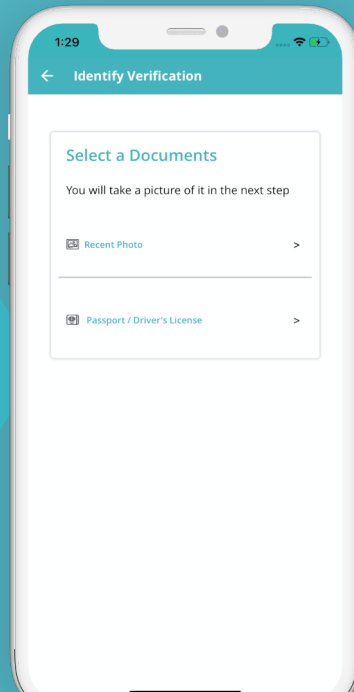 1:29
Identify Verification
Select a Documents
You will take a picture of it in the next step
Recent Photo >
Passport / Driver's License >